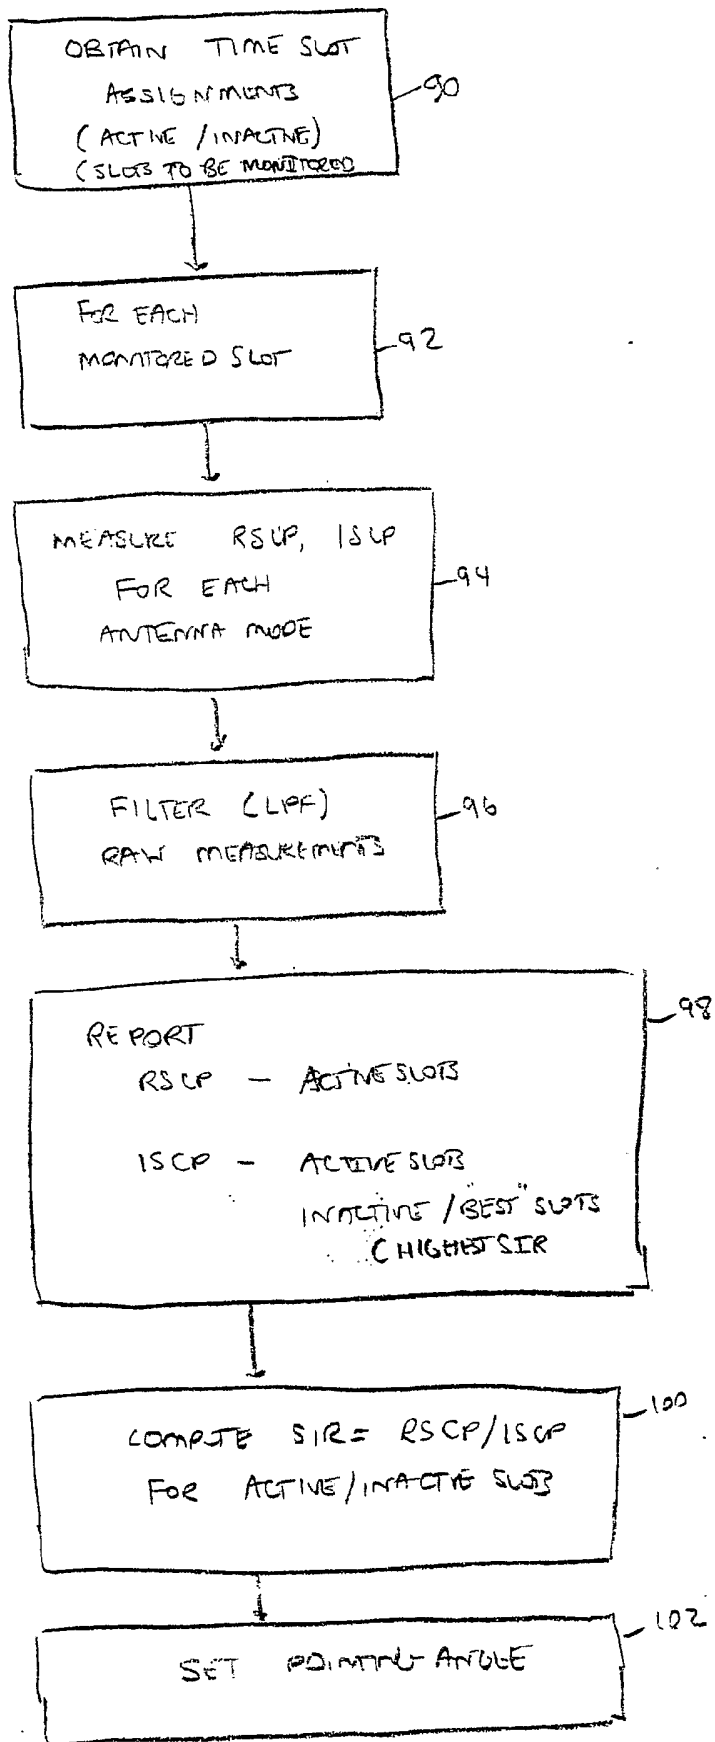 OBTAIN TIME SLOT
ASSIGNMENTS
(ACTIVE / INACTIVE)
(SLOTS TO BE MONITORED
90
FOR EACH
MONITORED SLOT
92
MEASURE RSCP, ISCP
FOR EACH
ANTENNA MODE
94
FILTER (LPF)
RAW MEASUREMENTS
96
REPORT
RSCP - ACTIVE SLOTS
ISCP - ACTIVE SLOTS
INACTIVE / "BEST" SLOTS
(HIGHEST SIR
98
COMPUTE SIR = RSCP/ISCP
FOR ACTIVE/INACTIVE SLOTS
100
SET POINTING ANGLE
102